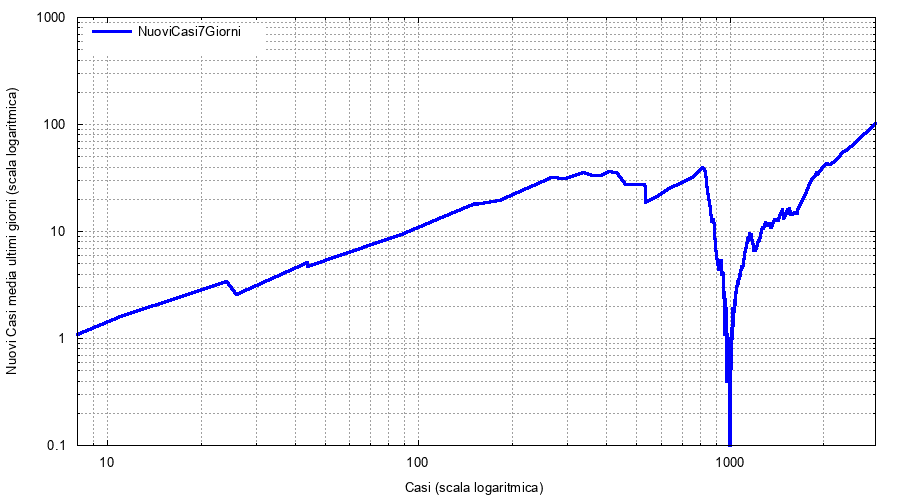 1000
NuoviCasi7Giorni
100
10
1
0.1
Nuovi Casi media ultimi giorni (scala logaritmica)
10
100
1000
Casi (scala logaritmica)